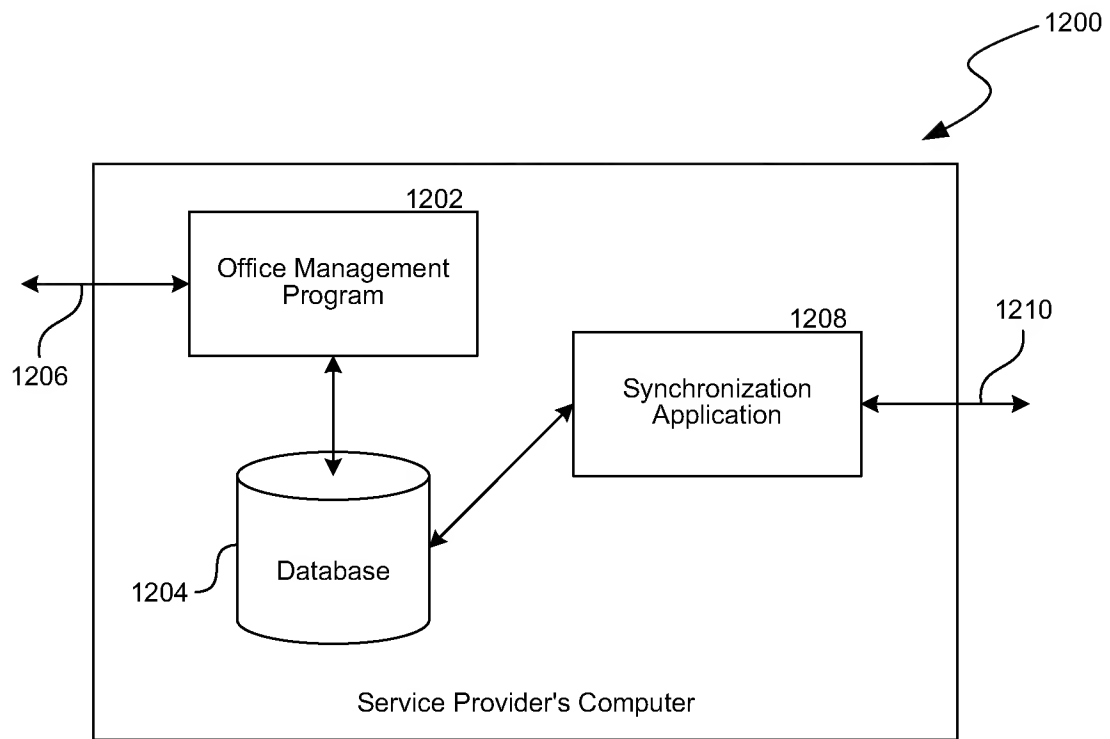 1200
1202
Office Management
Program
1206
1208
1210
Synchronization
Application
Database
1204
Service Provider's Computer